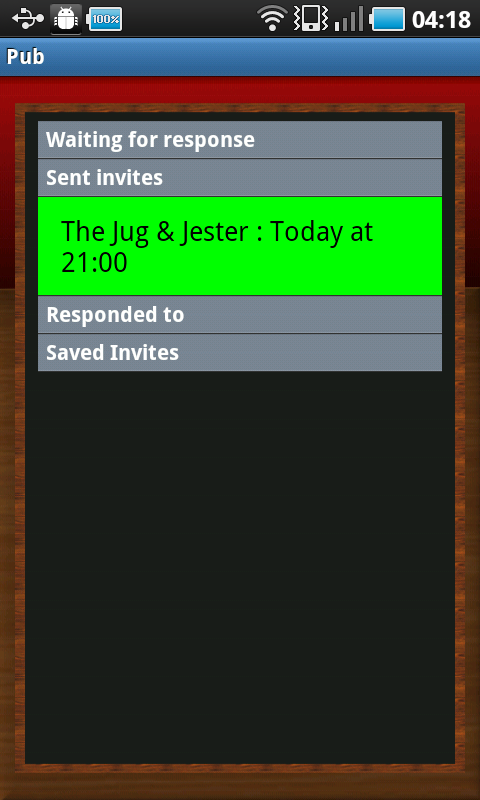 100%
04:18
Pub
Waiting for response
Sent invites
The Jug & Jester : Today at
21:00
Responded to
Saved Invites